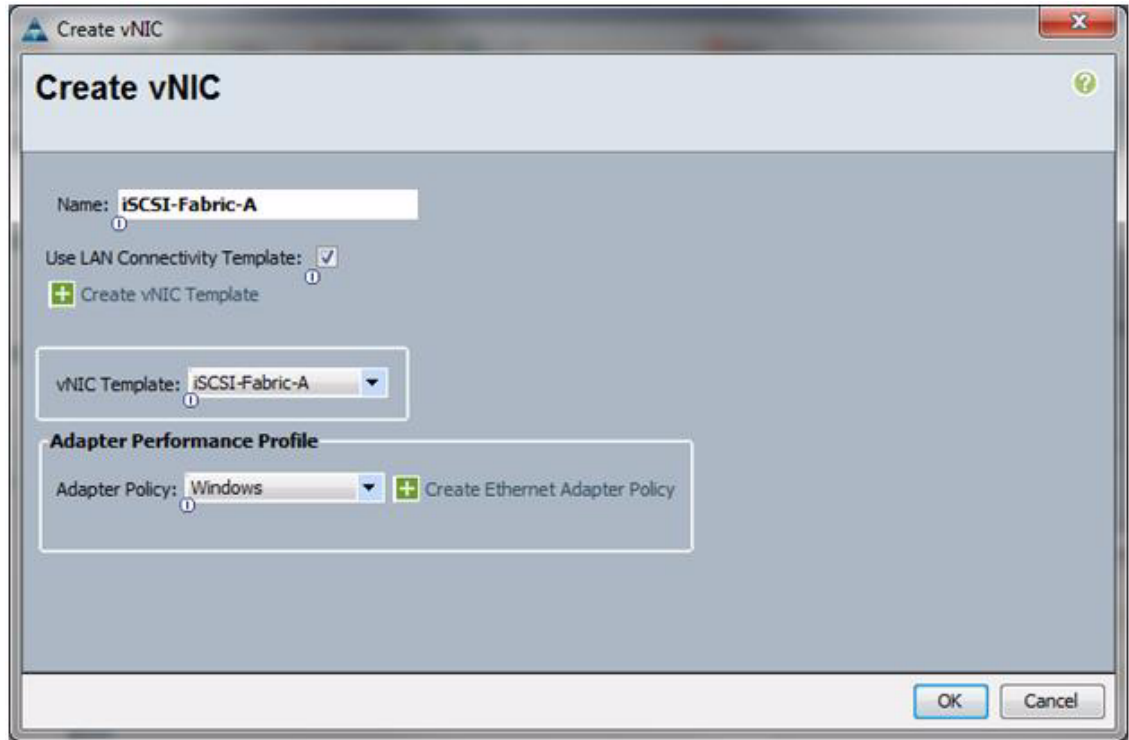 Create vNIC
Create vNIC
Name: iSCSI-Fabric-A
Use LAN Connectivity Template:
Create vNIC Template
vNIC Template: iSCSI-Fabric-A
Adapter Performance Profile
Adapter Policy: Windows
Create Ethernet Adapter Policy
OK
Cancel